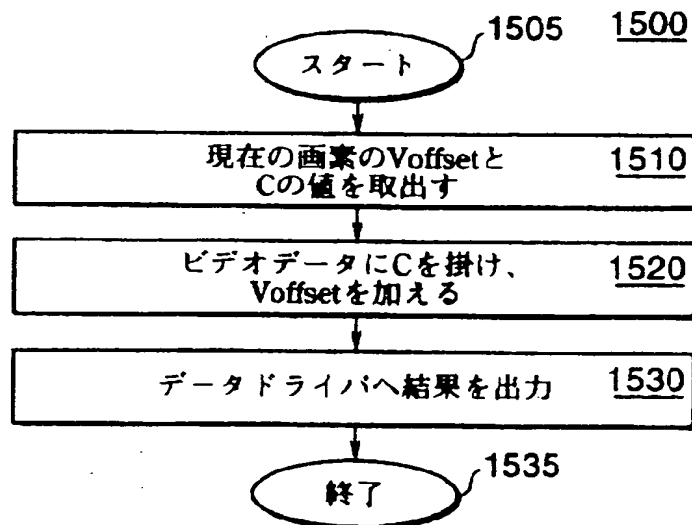 1505
1500
スタート
現在の画素のVoffsetと
Cの値を取出す
1510
ビデオデータにCを掛け、
Voffsetを加える
1520
データドライバへ結果を出力
1530
1535
終了